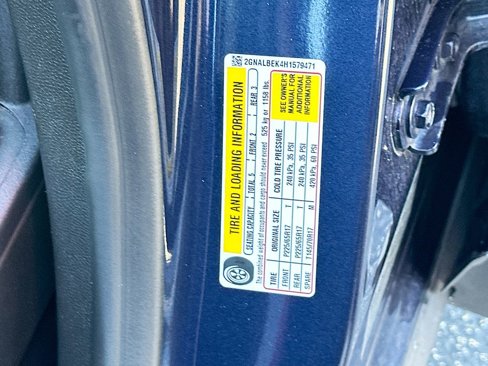 2GNALBEK4H1579471
TIRE AND LOADING INFORMATION
SEATING CAPACITY TOTAL 5 FRONT 2 REAR 3
The combined weight of occupants and cargo should never exceed 525 kg or 1158 lbs.
TIRE ORIGINAL SIZE COLD TIRE PRESSURE
FRONT P225/65R17 T 240 kPa, 35 PSI
REAR P225/65R17 T 240 kPa, 35 PSI
SPARE T145/70R17 M 420 kPa, 60 PSI
SEE OWNER'S
MANUAL FOR
ADDITIONAL
INFORMATION